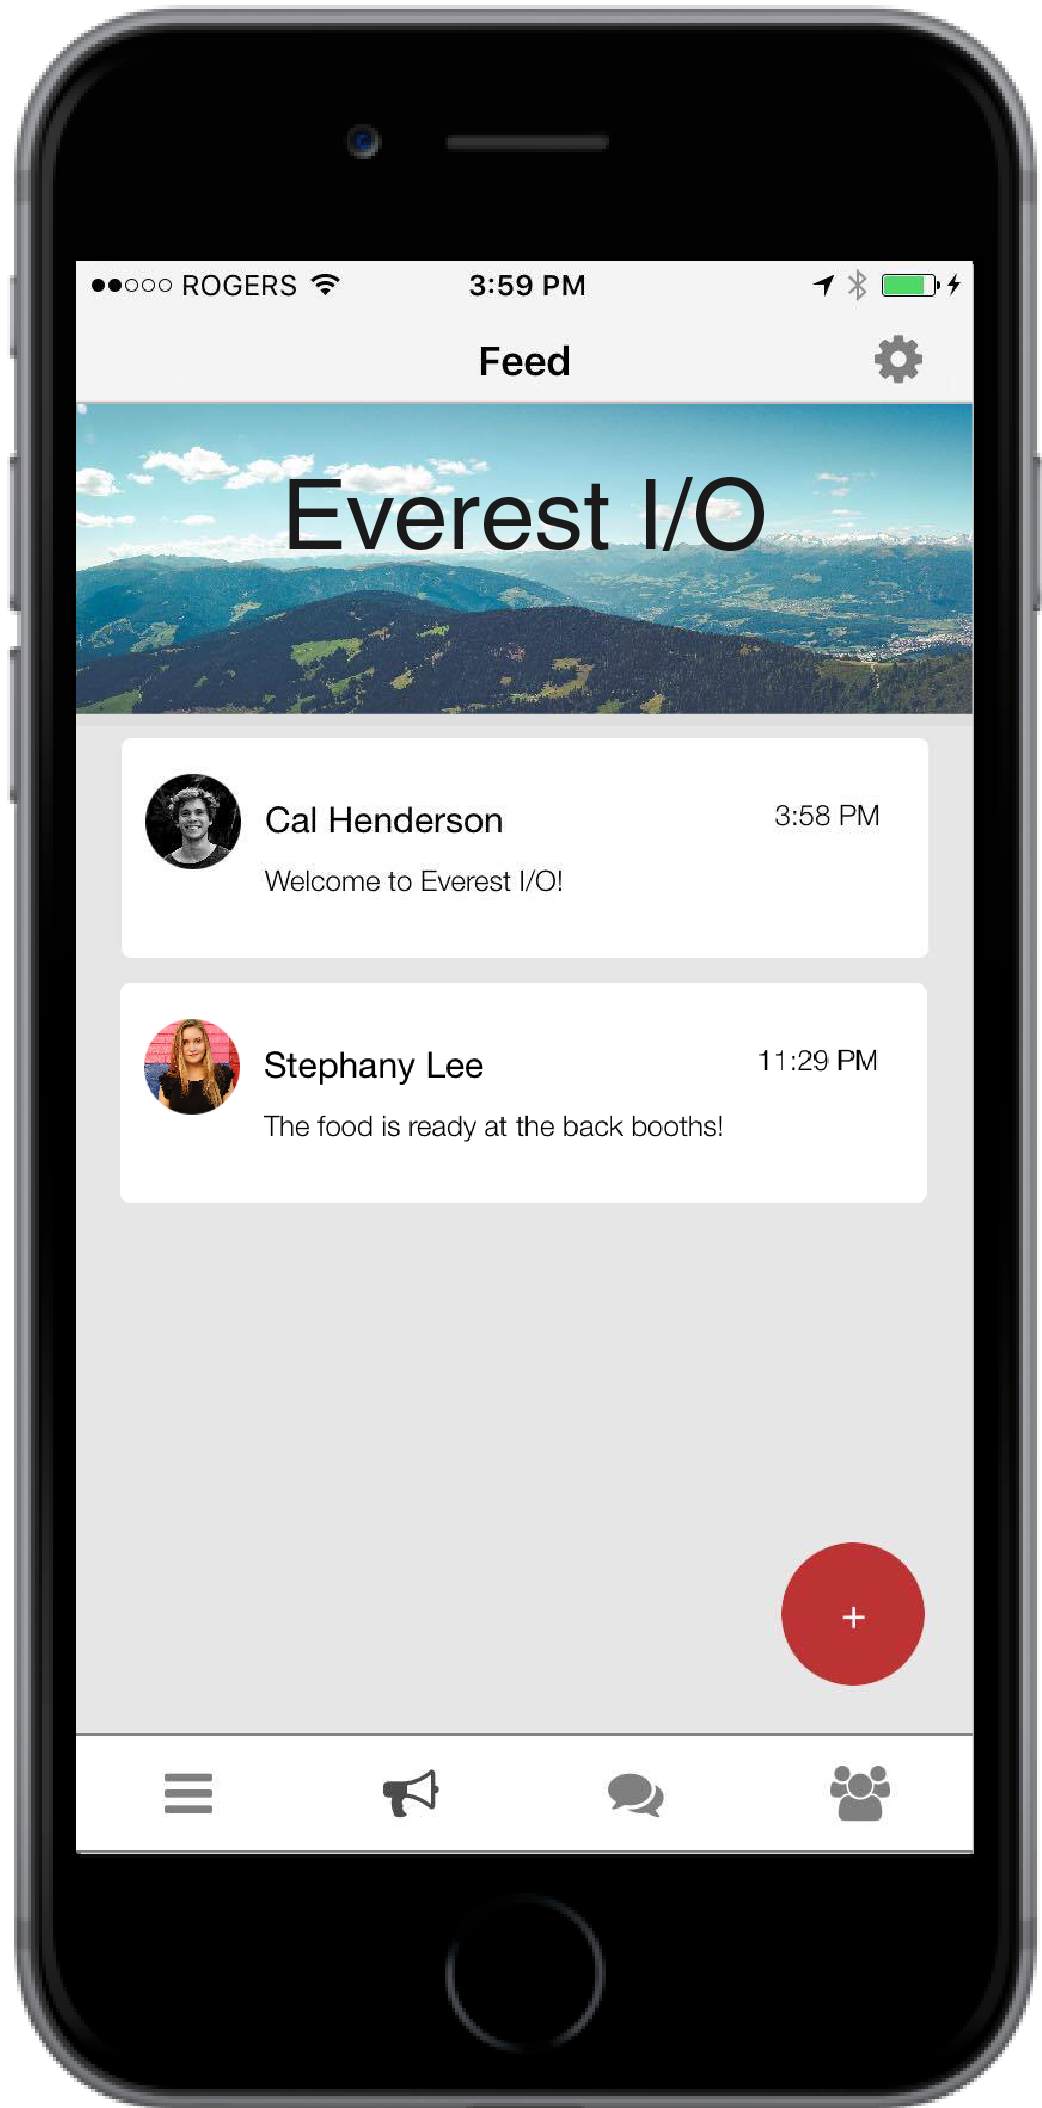 ROGERS 3:59 PM
Feed
Everest I/O
Cal Henderson 3:58 PM
Welcome to Everest I/O!
Stephany Lee 11:29 PM
The food is ready at the back booths!
+